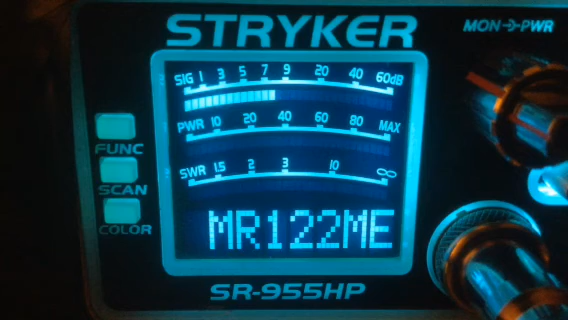 STRYKER
MON PWR
SIG 1 3 5 7 9 20 40 60dB
PWR 10 20 40 60 80 MAX
SWR 1.5 2 3 10 ∞
FUNC
SCAN
COLOR
MR122ME
SR-955HP